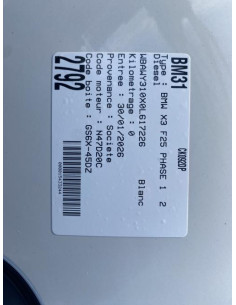 BM31 CK092DP
Type : BMW X3 F25 PHASE 1 2
Diesel
WBAWY310X0L617226 Blanc
Kilometrage : 0
Entree : 30/01/2026
Provenance : Societe
Code moteur : N47D20C
Code boite : GS6X-45DZ
2792